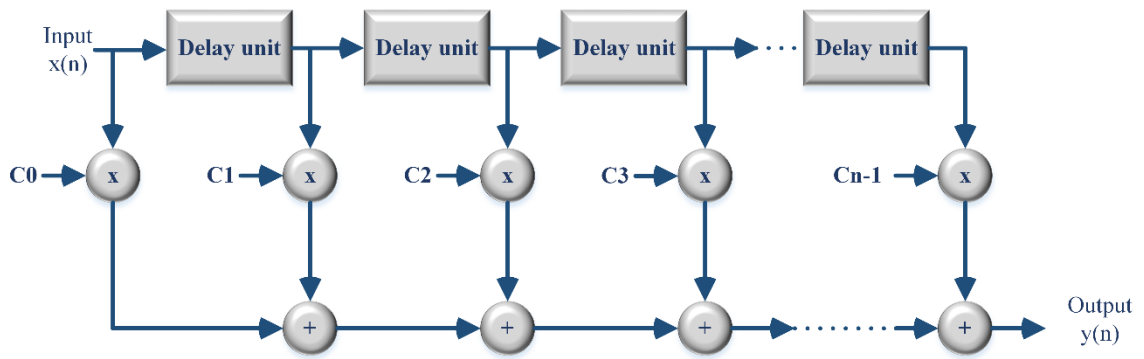 Input
x(n)
Delay unit
Delay unit
Delay unit
Delay unit
C0
x
C1
x
C2
x
C3
x
Cn-1
x
+
+
+
+
Output
y(n)